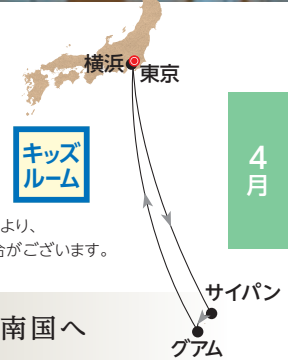 横浜
東京
キッズ
ルーム
4
月
より、
合がございます。
サイパン
南国へ
グアム